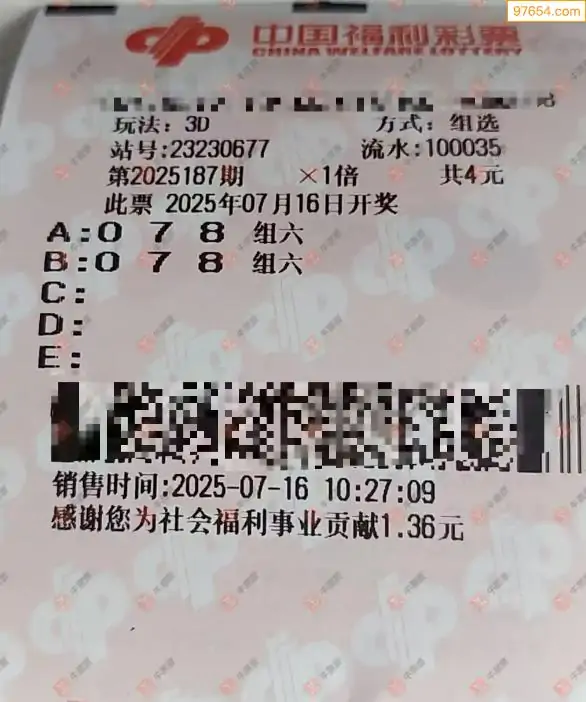 97654.com
中国福利彩票
CHINA WELFARE LOTTERY
玩法：3D 方式：组选
站号:23230677 流水:100035
第2025187期 ×1倍 共4元
此票 2025年07月16日开奖
A:0 7 8 组六
B:0 7 8 组六
C:
D:
E:
销售时间:2025-07-16 10:27:09
感谢您为社会福利事业贡献1.36元